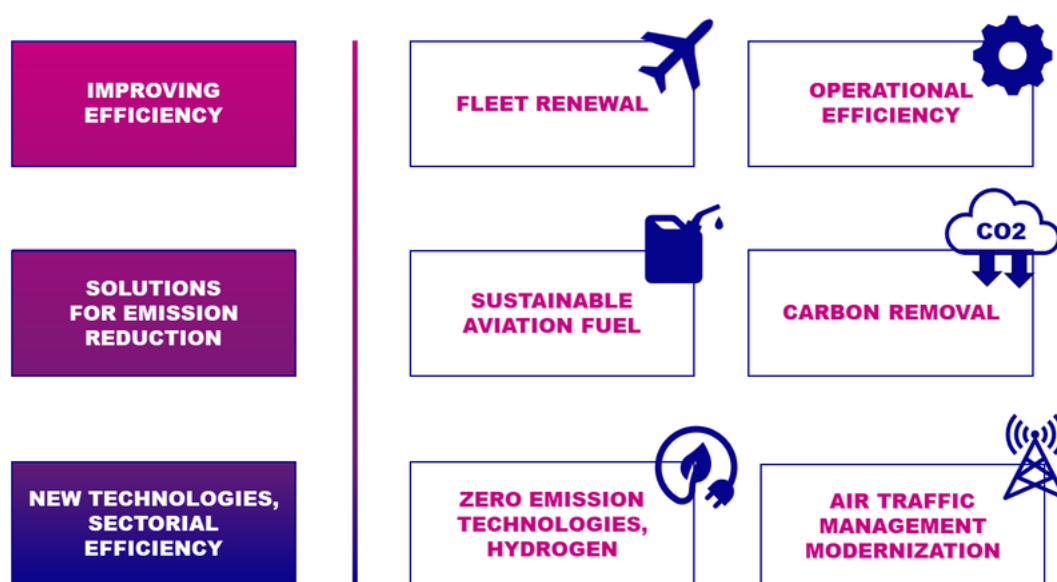 IMPROVING
EFFICIENCY
FLEET RENEWAL
OPERATIONAL
EFFICIENCY
SOLUTIONS
FOR EMISSION
REDUCTION
SUSTAINABLE
AVIATION FUEL
CO2
CARBON REMOVAL
NEW TECHNOLOGIES,
SECTORIAL
EFFICIENCY
ZERO EMISSION
TECHNOLOGIES,
HYDROGEN
AIR TRAFFIC
MANAGEMENT
MODERNIZATION